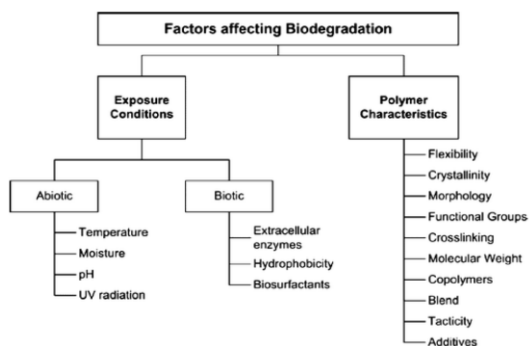 Factors affecting Biodegradation
Exposure
Conditions
Polymer
Characteristics
Abiotic
Biotic
Temperature
Moisture
pH
UV radiation
Extracellular
enzymes
Hydrophobicity
Biosurfactants
Flexibility
Crystallinity
Morphology
Functional Groups
Crosslinking
Molecular Weight
Copolymers
Blend
Tacticity
Additives